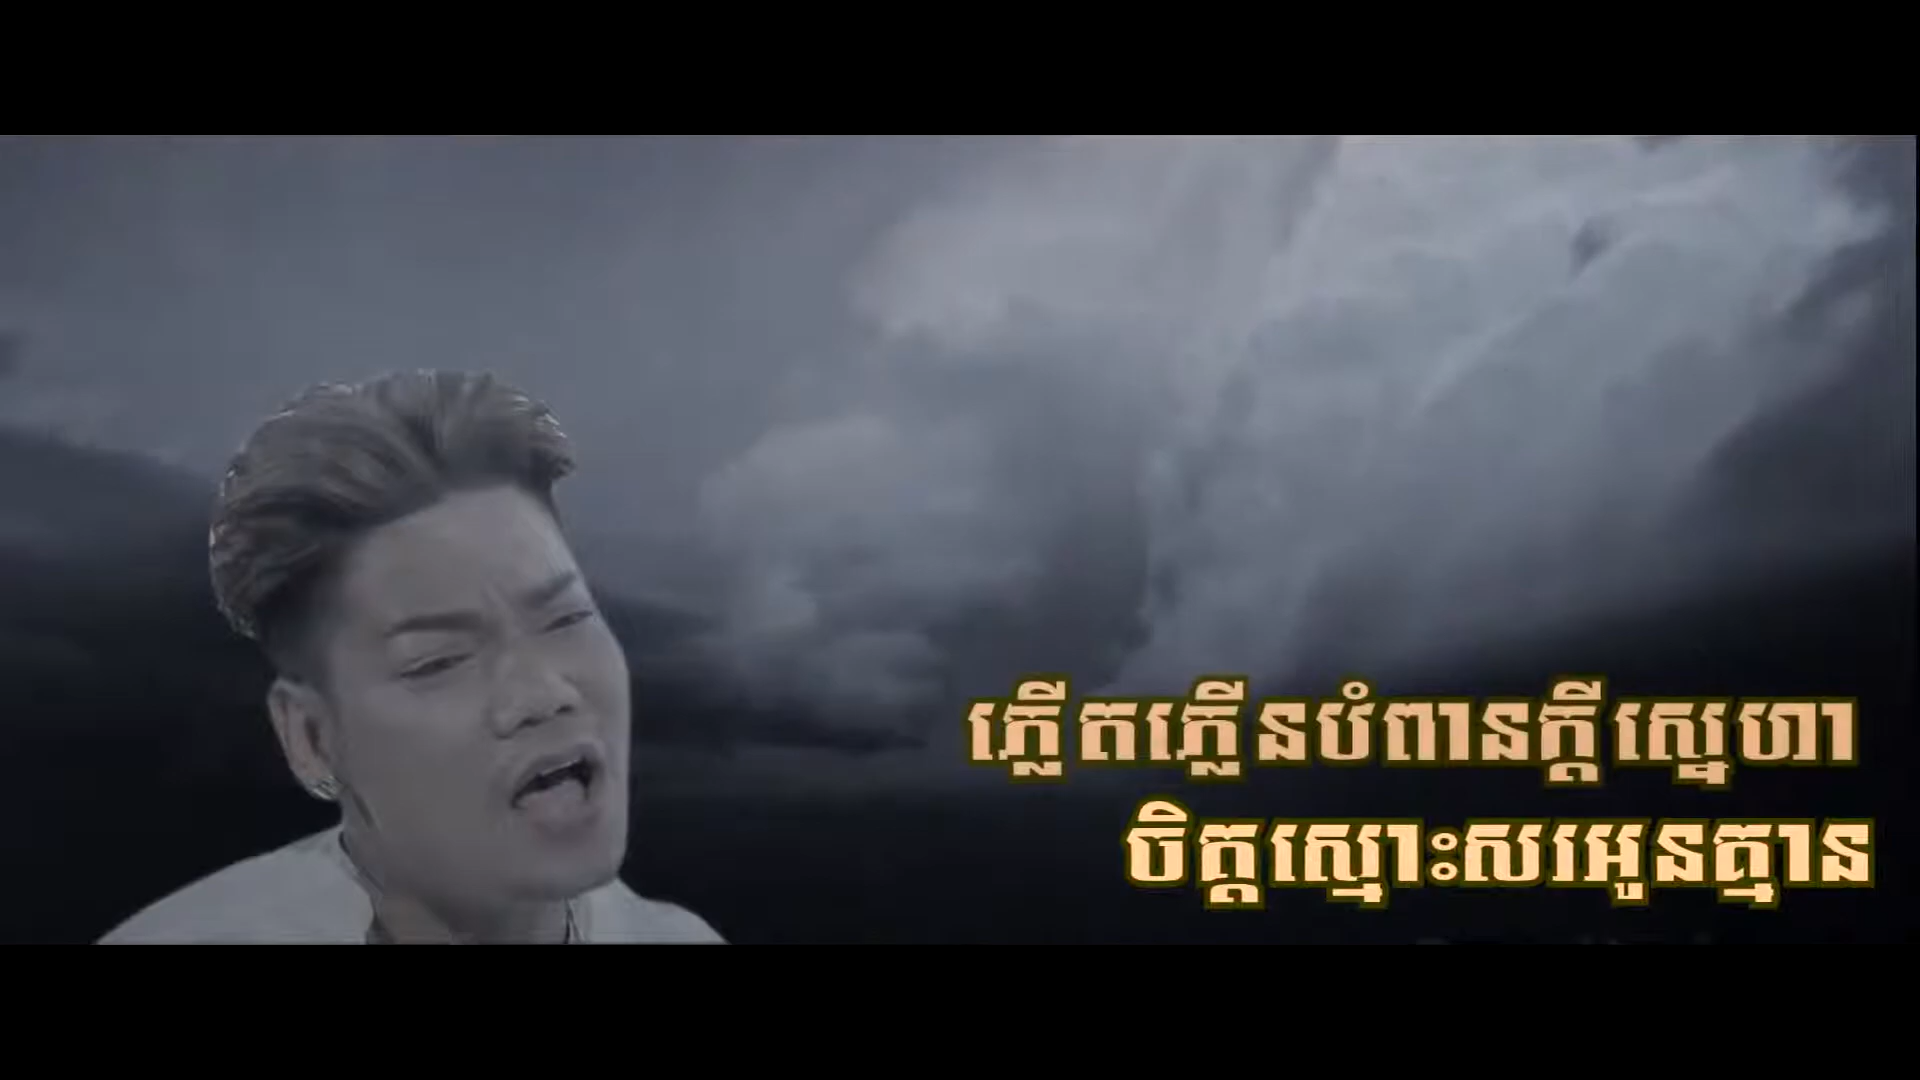 ភ្លើតភ្លើនបំពានក្ដីស្នេហា
ចិត្តស្មោះសរអូនគ្មាន